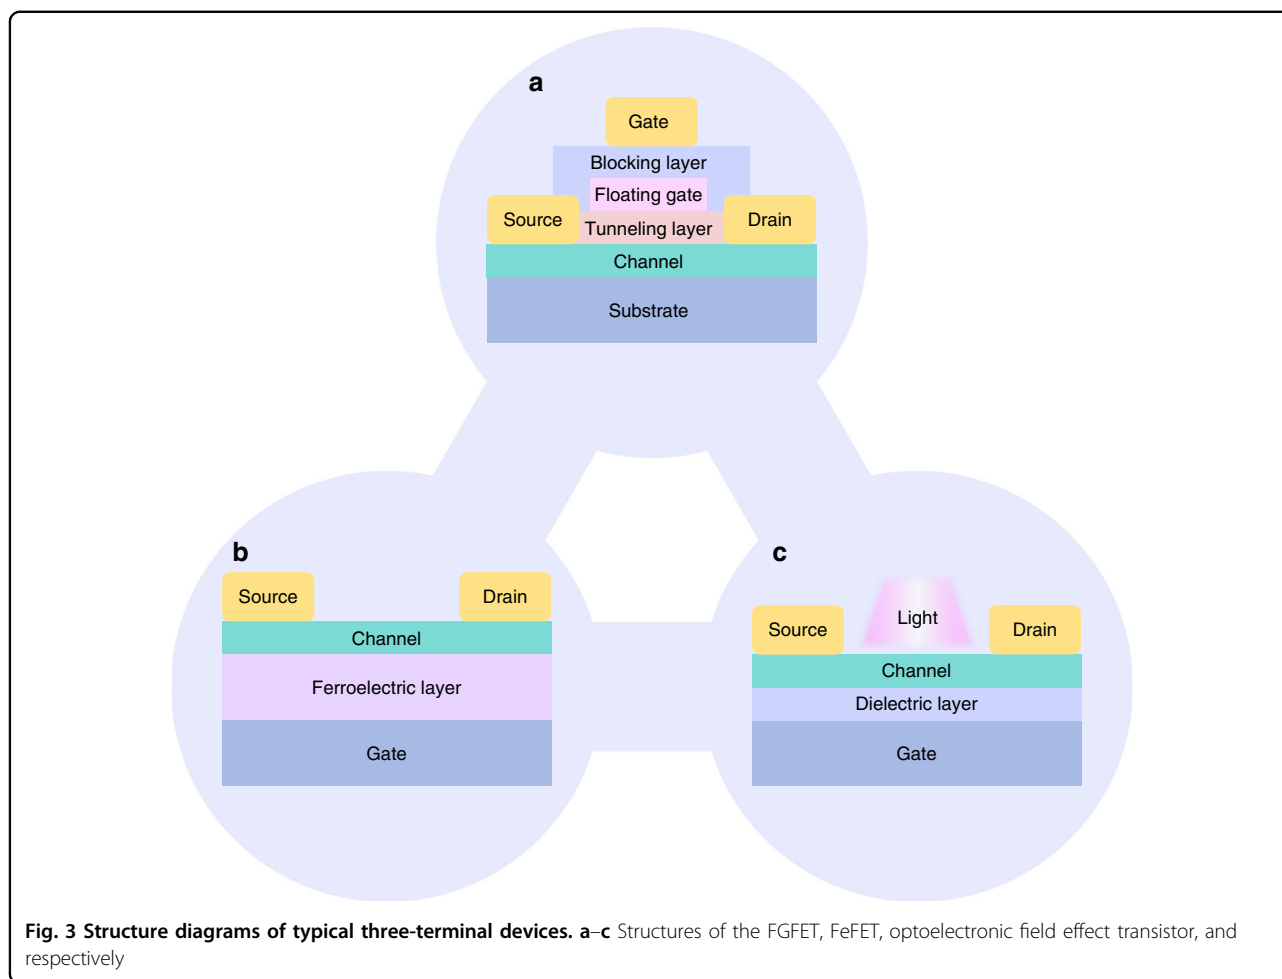 a
Gate
Blocking layer
Floating gate
Source
Tunneling layer
Drain
Channel
Substrate
b
Source
Drain
Channel
Ferroelectric layer
Gate
c
Light
Source
Drain
Channel
Dielectric layer
Gate
Fig. 3 Structure diagrams of typical three-terminal devices. a–c Structures of the FGFET, FeFET, optoelectronic field effect transistor, and
respectively